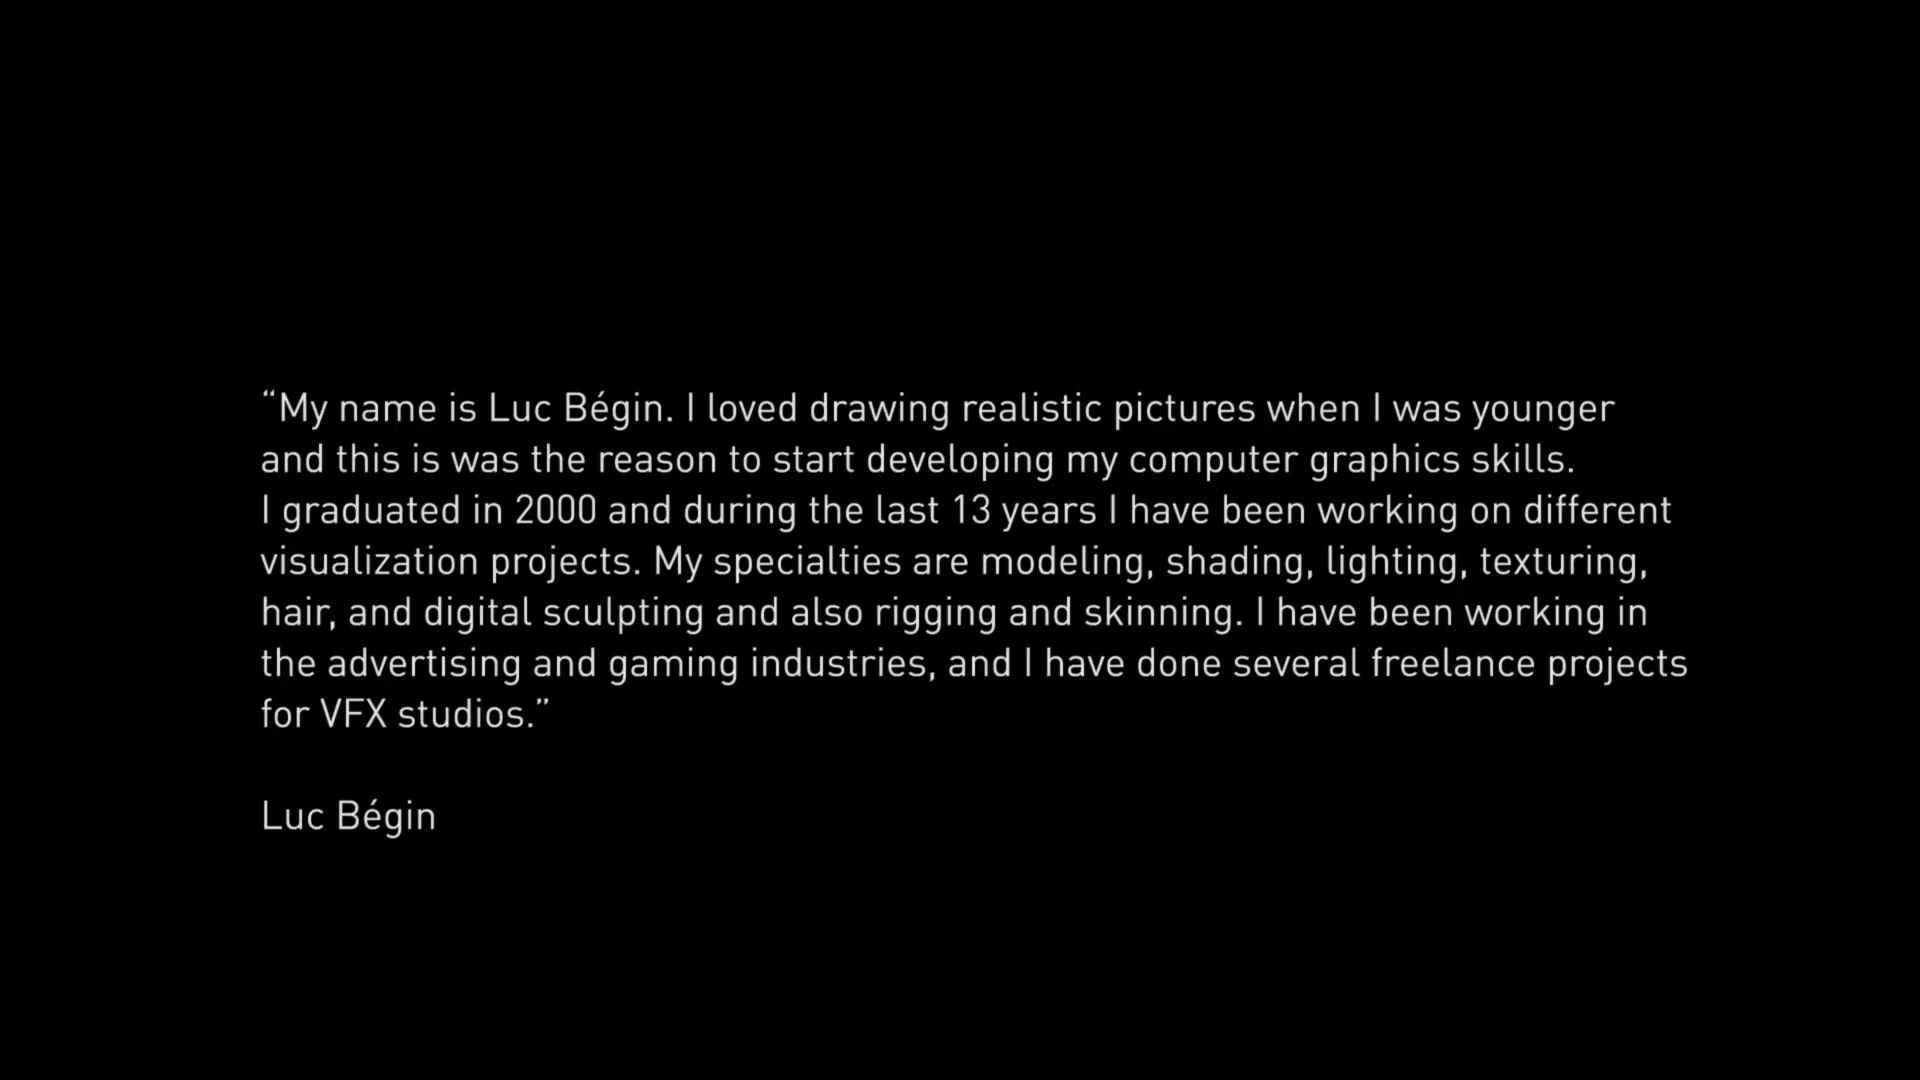 “My name is Luc Bégin. I loved drawing realistic pictures when I was younger
and this is was the reason to start developing my computer graphics skills.
I graduated in 2000 and during the last 13 years I have been working on different
visualization projects. My specialties are modeling, shading, lighting, texturing,
hair, and digital sculpting and also rigging and skinning. I have been working in
the advertising and gaming industries, and I have done several freelance projects
for VFX studios.”
Luc Bégin